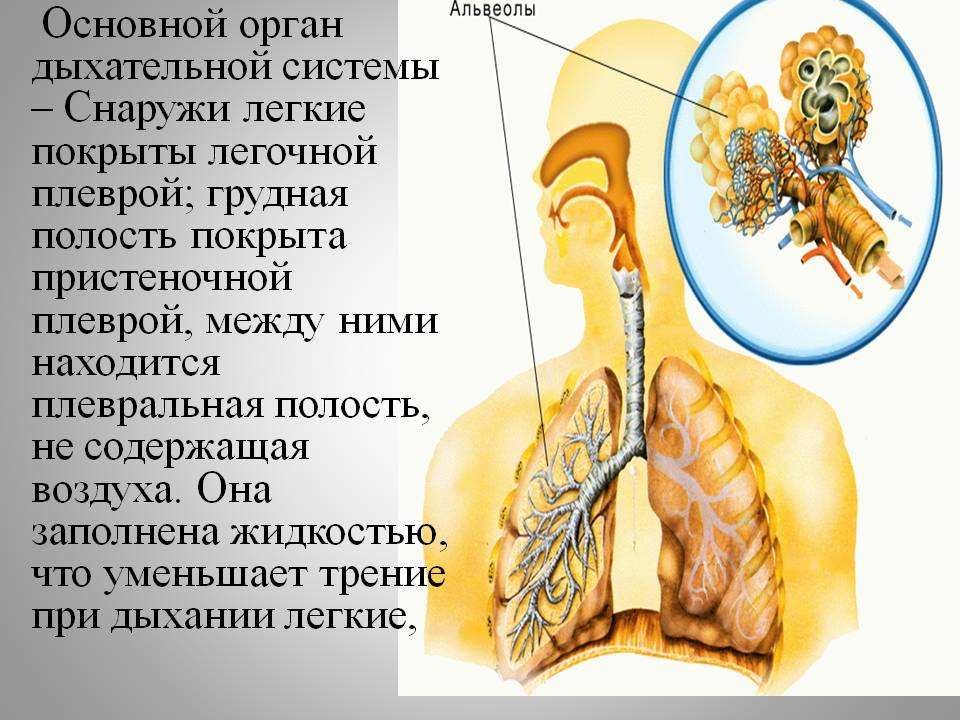 Основной орган
дыхательной системы
– Снаружи легкие
покрыты легочной
плеврой; грудная
полость покрыта
пристеночной
плеврой, между ними
находится
плевральная полость,
не содержащая
воздуха. Она
заполнена жидкостью,
что уменьшает трение
при дыхании легкие,
Альвеолы